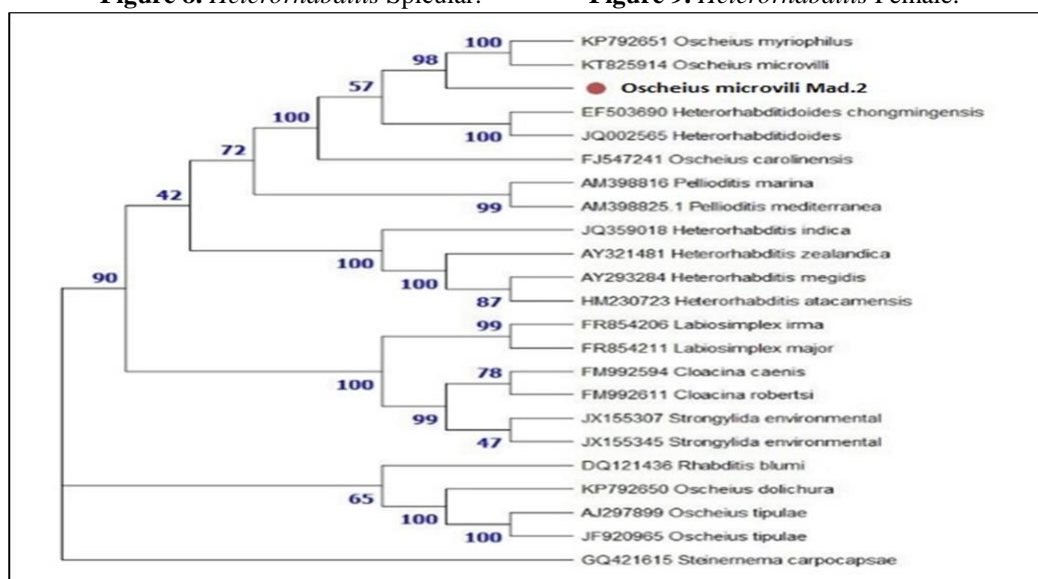 Figure 8. Heterorhabditis Spicular. Figure 9. Heterorhabditis Female.
100 KP792651 Oscheius myriophilus
98 KT825914 Oscheius microvilli
Oscheius microvili Mad.2
57
EF503690 Heterorhabditidoides chongmingensis
100 JQ002565 Heterorhabditidoides
100
FJ547241 Oscheius carolinensis
72
AM398816 Pellioditis marina
99 AM398825.1 Pellioditis mediterranea
42
JQ359018 Heterorhabditis indica
100
AY321481 Heterorhabditis zealandica
100
AY293284 Heterorhabditis megidis
87 HM230723 Heterorhabditis atacamensis
90
99 FR854206 Labiosimplex irma
FR854211 Labiosimplex major
100
78 FM992594 Cloacina caenis
FM992611 Cloacina robertsi
99
JX155307 Strongylida environmental
47 JX155345 Strongylida environmental
DQ121436 Rhabditis blumi
65
KP792650 Oscheius dolichura
100
AJ297899 Oscheius tipulae
100 JF920965 Oscheius tipulae
GQ421615 Steinernema carpocapsae